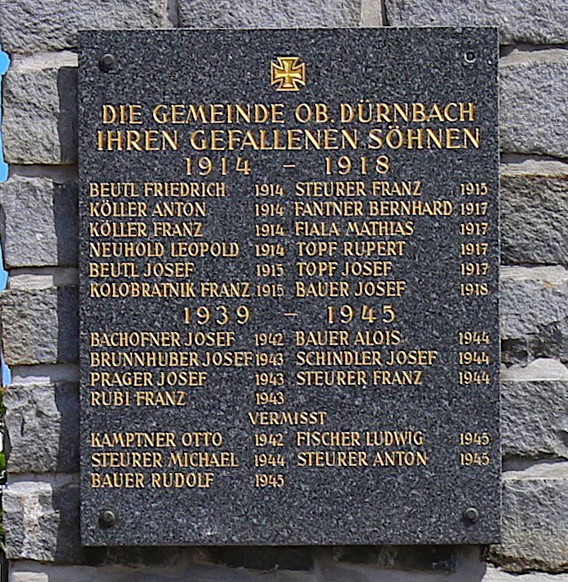 DIE GEMEINDE OB. DÜRNBACH
IHREN GEFALLENEN SÖHNEN
1914 – 1918
BEUTL FRIEDRICH 1914 STEURER FRANZ 1915
KÖLLER ANTON 1914 FANTNER BERNHARD 1917
KÖLLER FRANZ 1914 FIALA MATHIAS 1917
NEUHOLD LEOPOLD 1914 TOPF RUPERT 1917
BEUTL JOSEF 1915 TOPF JOSEF 1917
KOLOBRATNIK FRANZ 1915 BAUER JOSEF 1918
1939 – 1945
BACHOFNER JOSEF 1942 BAUER ALOIS 1944
BRUNNHUBER JOSEF 1943 SCHINDLER JOSEF 1944
PRAGER JOSEF 1943 STEURER FRANZ 1944
RUBI FRANZ 1943
VERMISST
KAMPTNER OTTO 1942 FISCHER LUDWIG 1945
STEURER MICHAEL 1944 STEURER ANTON 1945
BAUER RUDOLF 1945